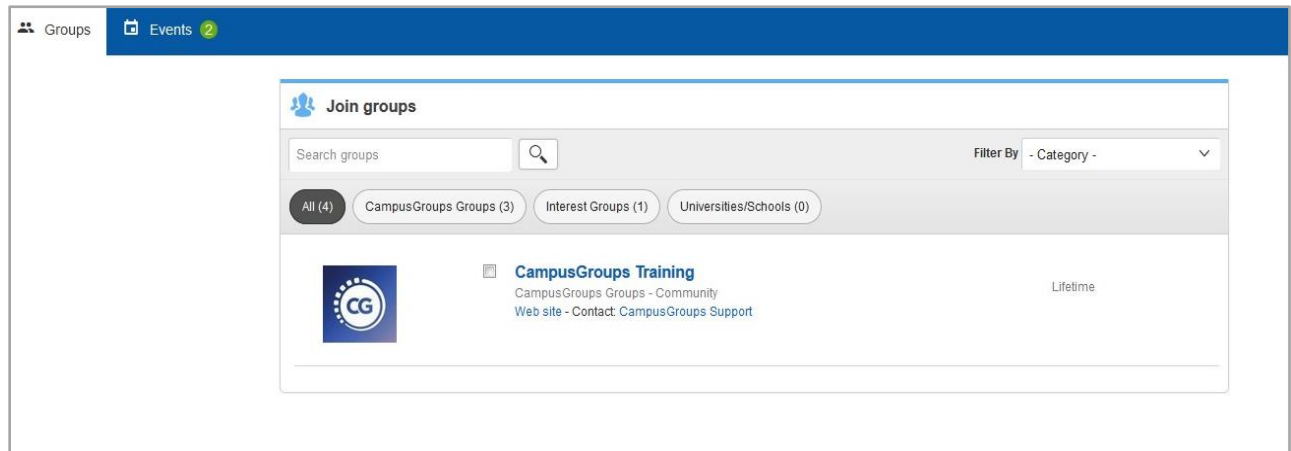 Groups Events 2
Join groups
Search groups Filter By - Category -
All (4) CampusGroups Groups (3) Interest Groups (1) Universities/Schools (0)
CG
CampusGroups Training
CampusGroups Groups - Community Lifetime
Web site - Contact: CampusGroups Support